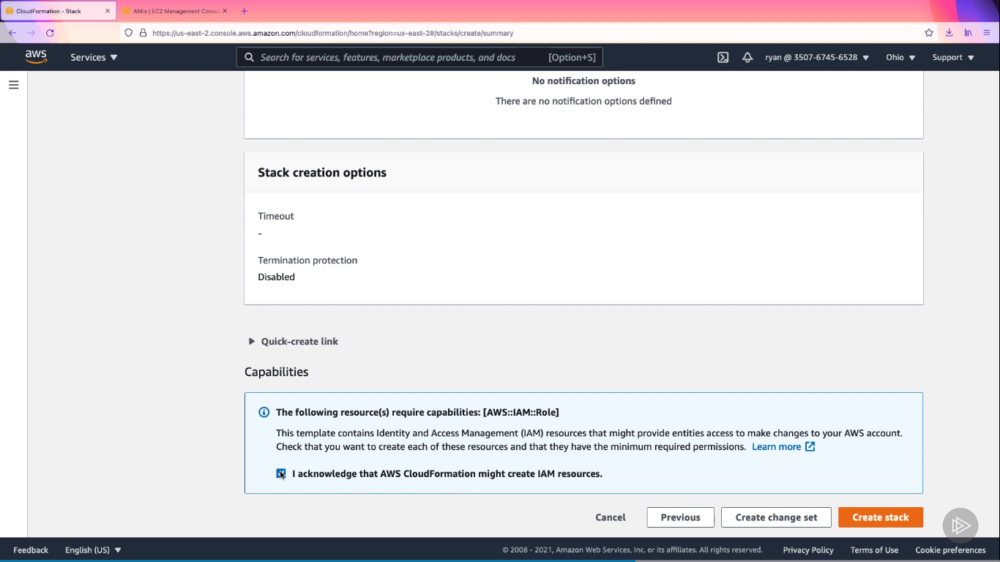 CloudFormation - Stack
AMIs | EC2 Management Conso
https://us-east-2.console.aws.amazon.com/cloudformation/home?region=us-east-2#/stacks/create/summary
aws
Services
Search for services, features, marketplace products, and docs
[Option+S]
ryan @ 3507-6745-6528
Ohio
Support
No notification options
There are no notification options defined
Stack creation options
Timeout
-
Termination protection
Disabled
Quick-create link
Capabilities
The following resource(s) require capabilities: [AWS::IAM::Role]
This template contains Identity and Access Management (IAM) resources that might provide entities access to make changes to your AWS account.
Check that you want to create each of these resources and that they have the minimum required permissions. Learn more
I acknowledge that AWS CloudFormation might create IAM resources.
Cancel
Previous
Create change set
Create stack
Feedback
English (US)
© 2008 - 2021, Amazon Web Services, Inc. or its affiliates. All rights reserved.
Privacy Policy
Terms of Use
Cookie preferences